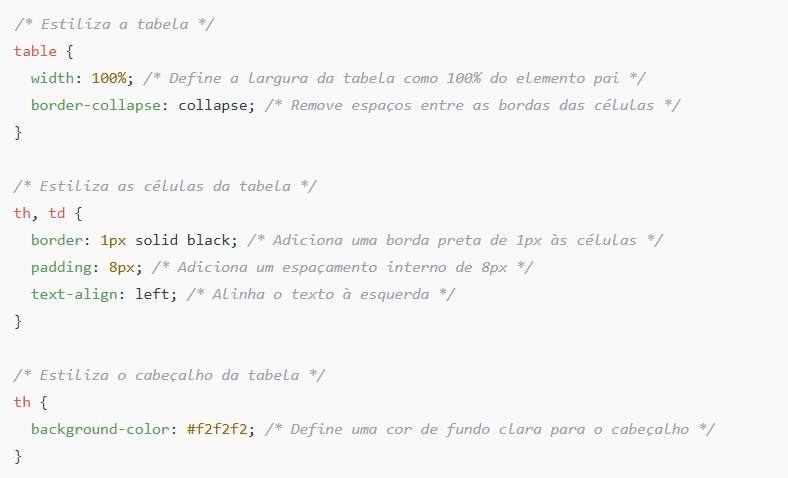 /* Estiliza a tabela */
table {
  width: 100%; /* Define a largura da tabela como 100% do elemento pai */
  border-collapse: collapse; /* Remove espaços entre as bordas das células */
}

/* Estiliza as células da tabela */
th, td {
  border: 1px solid black; /* Adiciona uma borda preta de 1px às células */
  padding: 8px; /* Adiciona um espaçamento interno de 8px */
  text-align: left; /* Alinha o texto à esquerda */
}

/* Estiliza o cabeçalho da tabela */
th {
  background-color: #f2f2f2; /* Define uma cor de fundo clara para o cabeçalho */
}